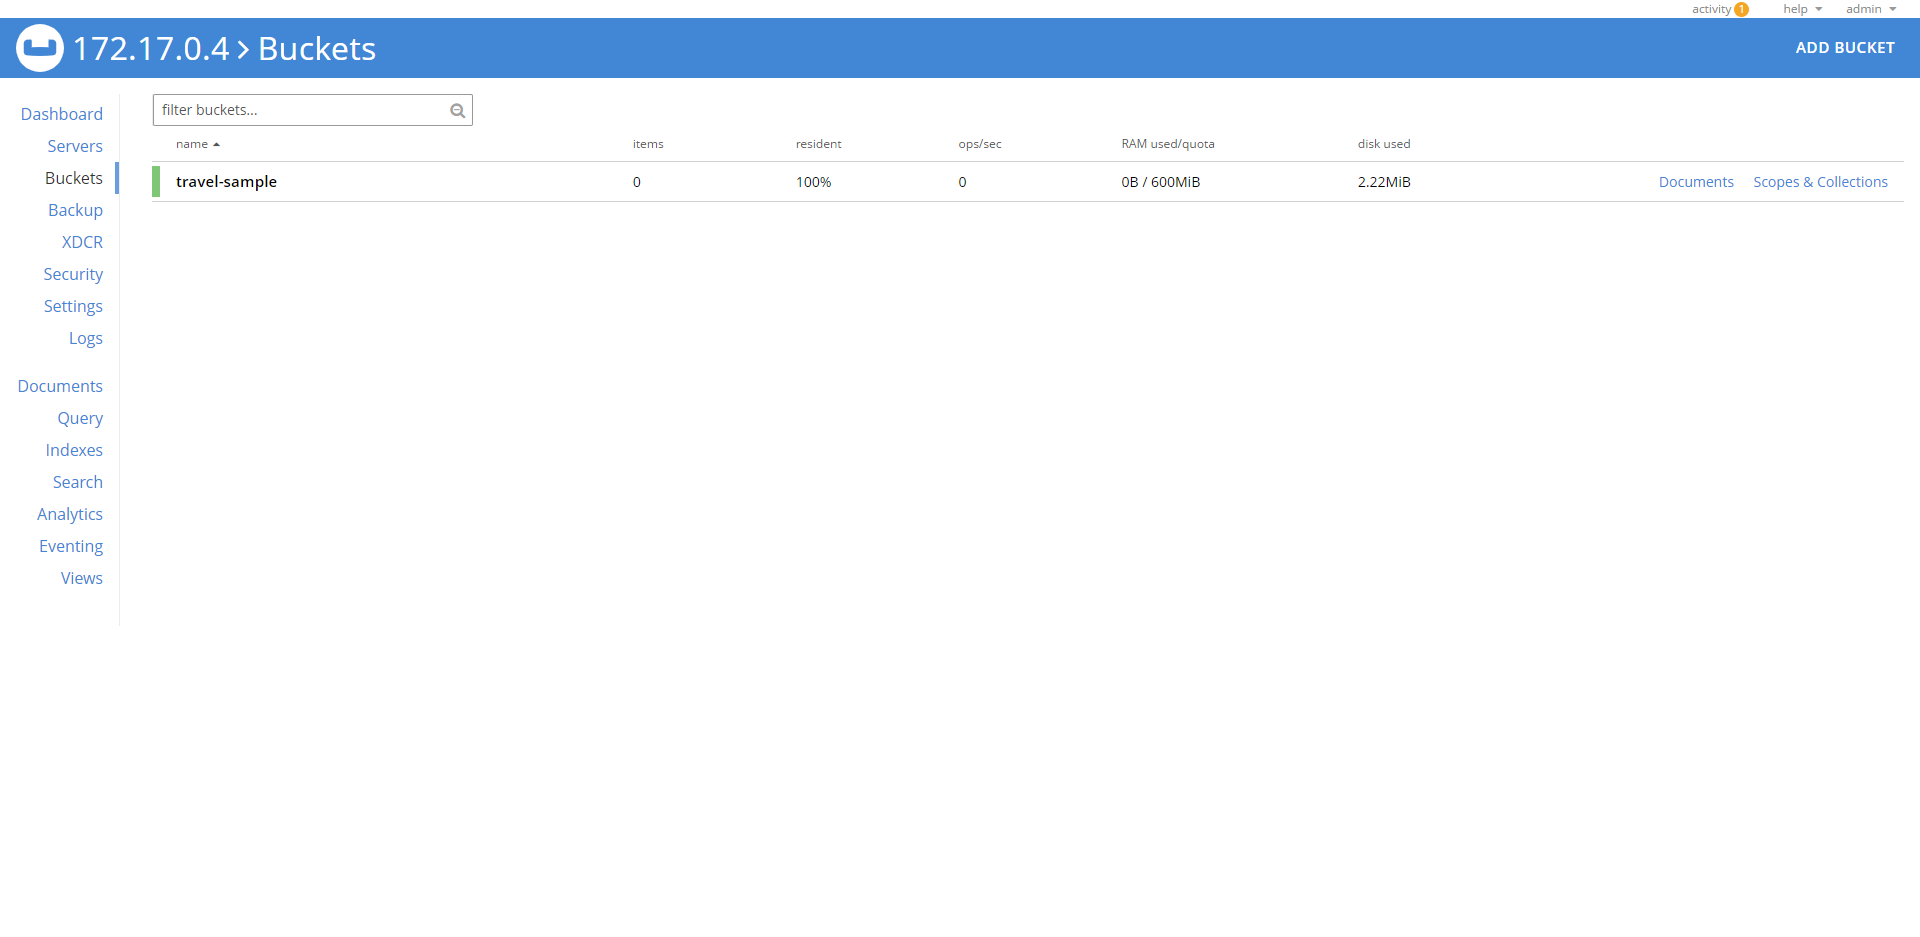 activity 1 help admin
172.17.0.4 > Buckets ADD BUCKET
Dashboard
Servers
Buckets
Backup
XDCR
Security
Settings
Logs
Documents
Query
Indexes
Search
Analytics
Eventing
Views
filter buckets...
name items resident ops/sec RAM used/quota disk used
travel-sample 0 100% 0 0B / 600MiB 2.22MiB Documents Scopes & Collections